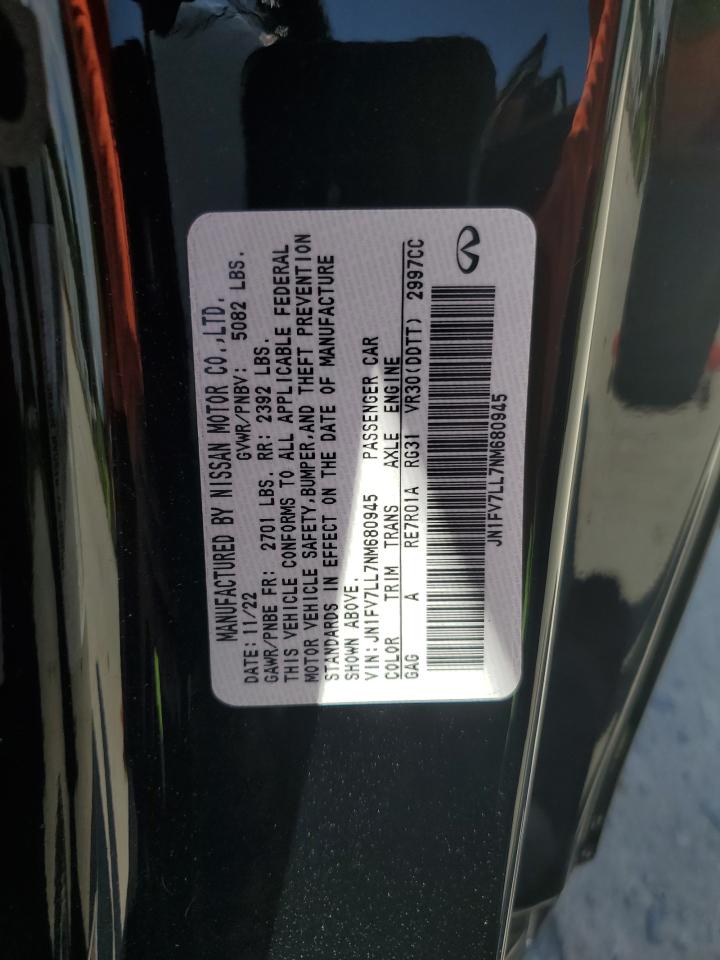 MANUFACTURED BY NISSAN MOTOR CO.,LTD.
DATE: 11/22 GVWR/PNBV: 5082 LBS.
GAWR/PNBE FR: 2701 LBS. RR: 2392 LBS.
THIS VEHICLE CONFORMS TO ALL APPLICABLE FEDERAL
MOTOR VEHICLE SAFETY,BUMPER,AND THEFT PREVENTION
STANDARDS IN EFFECT ON THE DATE OF MANUFACTURE
SHOWN ABOVE.
VIN:JN1FV7LL7NM680945 PASSENGER CAR
COLOR TRIM TRANS AXLE ENGINE
GAG A RE7R01A RG31 VR30(DDTT) 2997CC
JN1FV7LL7NM680945